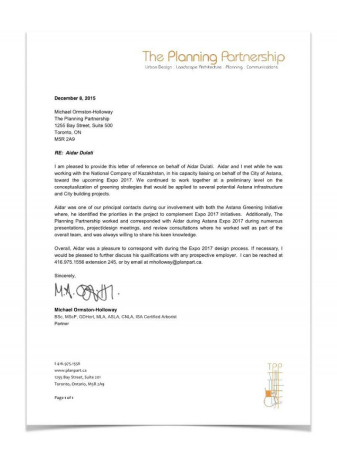 The Planning Partnership
Urban Design . Landscape Architecture . Planning . Communications
December 8, 2015
Michael Ormston-Holloway
The Planning Partnership
1255 Bay Street, Suite 500
Toronto, ON
M5R 2A9
RE: Aidar Dulati
I am pleased to provide this letter of reference on behalf of Aidar Dulati. Aidar and I met while he was
working with the National Company of Kazakhstan, in his capacity liaising on behalf of the City of Astana,
toward the upcoming Expo 2017. We continued to work together at a preliminary level on the
conceptualization of greening strategies that would be applied to several potential Astana infrastructure
and City building projects.
Aidar was one of our principal contacts during our involvement with both the Astana Greening Initiative
where, he identified the priorities in the project to complement Expo 2017 initiatives. Additionally, The
Planning Partnership worked and corresponded with Aidar during Astana Expo 2017 during numerous
presentations, project/design meetings, and review consultations where he worked well as part of the
overall team, and was always willing to share his keen knowledge.
Overall, Aidar was a pleasure to correspond with during the Expo 2017 design process. If necessary, I
would be pleased to further discuss his qualifications with any prospective employer. I can be reached at
416.975.1556 extension 245, or by email at mholloway@planpart.ca.
Sincerely,
Michael Ormston-Holloway
BSc, MScP, GDHort, MLA, ASLA, CNLA, ISA Certified Arborist
Partner
t 416.975.1556
www.planpart.ca
1255 Bay Street, Suite 201
Toronto, Ontario, M5R 2A9
Page 1 of 1
TPP